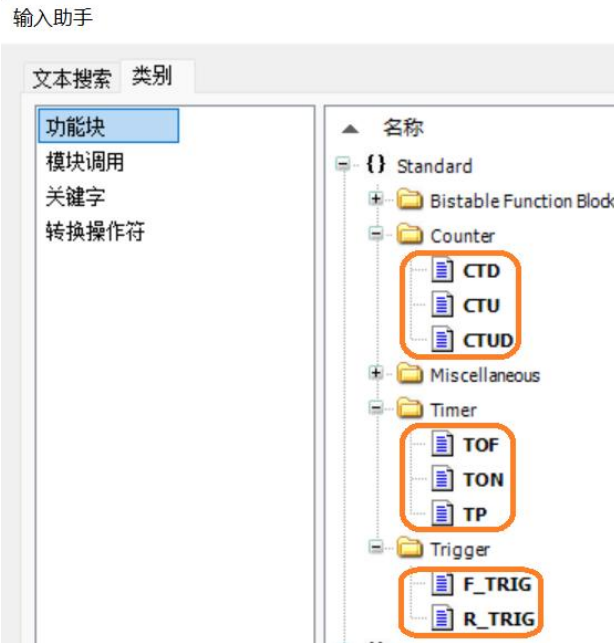 输入助手
文本搜索 类别
功能块
模块调用
关键字
转换操作符
名称
{} Standard
Bistable Function Block
Counter
CTD
CTU
CTUD
Miscellaneous
Timer
TOF
TON
TP
Trigger
F_TRIG
R_TRIG